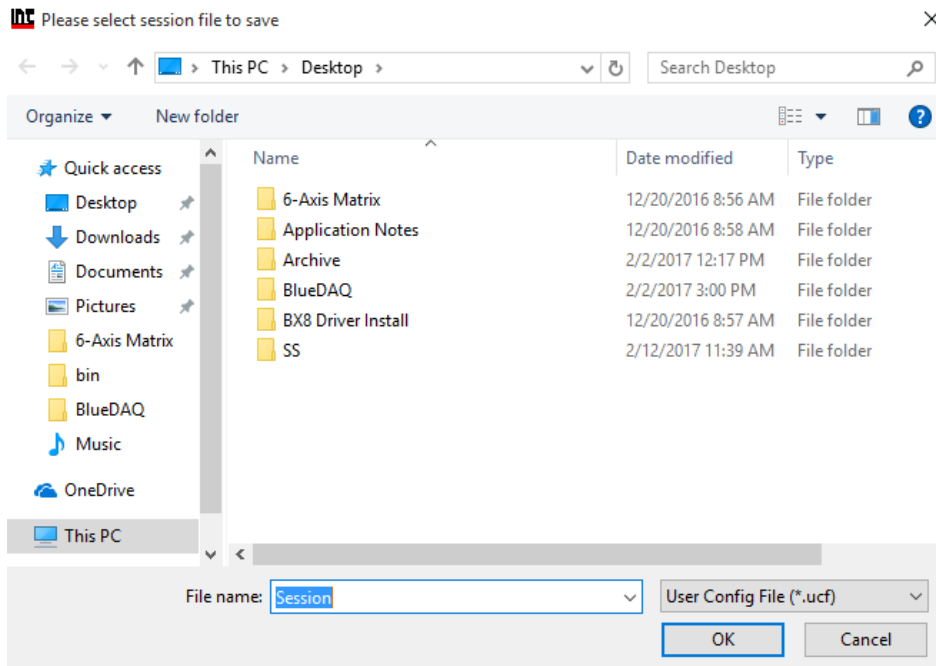 INT Please select session file to save
This PC > Desktop >
Search Desktop
Organize
New folder
Name
Date modified
Type
Quick access
Desktop
Downloads
Documents
Pictures
6-Axis Matrix
bin
BlueDAQ
Music
OneDrive
This PC
6-Axis Matrix 12/20/2016 8:56 AM File folder
Application Notes 12/20/2016 8:58 AM File folder
Archive 2/2/2017 12:17 PM File folder
BlueDAQ 2/2/2017 3:00 PM File folder
BX8 Driver Install 12/20/2016 8:57 AM File folder
SS 2/12/2017 11:39 AM File folder
File name: Session
User Config File (*.ucf)
OK
Cancel